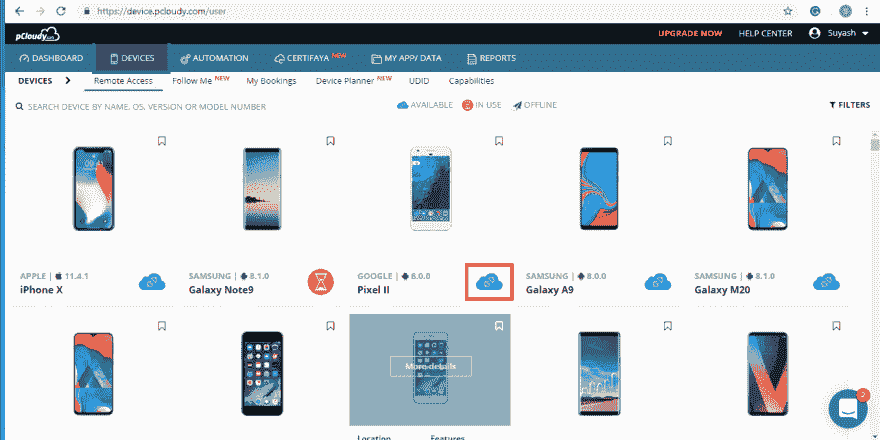 https://device.pcloudy.com/user
pCloudy
UPGRADE NOW HELP CENTER Suyash
DASHBOARD DEVICES AUTOMATION CERTIFAYA NEW MY APP/ DATA REPORTS
DEVICES Remote Access Follow Me NEW My Bookings Device Planner NEW UDID Capabilities
SEARCH DEVICE BY NAME, OS, VERSION OR MODEL NUMBER AVAILABLE IN USE OFFLINE FILTERS
APPLE | 11.4.1 SAMSUNG | 8.1.0 GOOGLE | 6.0.0 SAMSUNG | 8.0.0 SAMSUNG | 8.1.0
iPhone X Galaxy Note9 Pixel II Galaxy A9 Galaxy M20
More details
2
Location Features